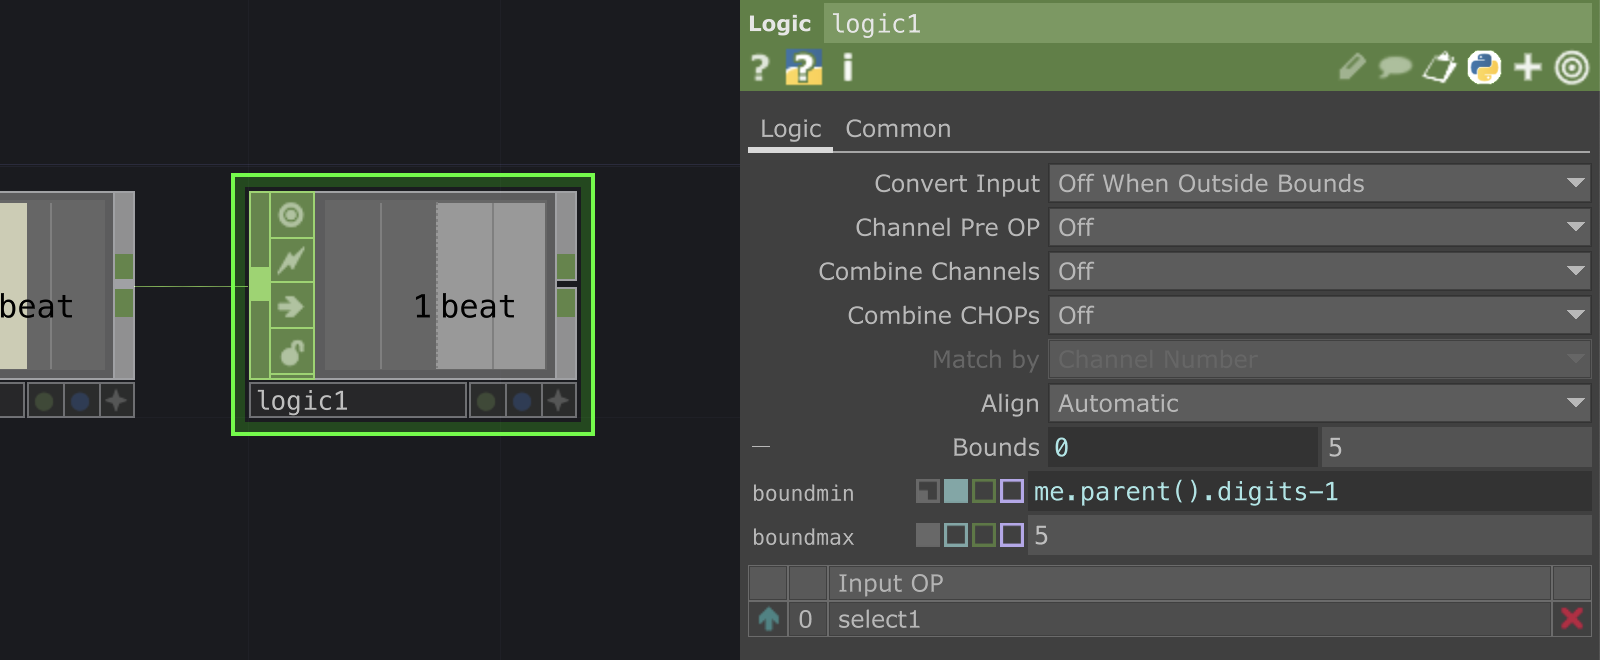 Logic logic1
? ? i
Logic Common
Convert Input Off When Outside Bounds
Channel Pre OP Off
Combine Channels Off
Combine CHOPs Off
Match by Channel Number
Align Automatic
Bounds 0 5
boundmin me.parent().digits-1
boundmax 5
Input OP
0 select1
beat
1 beat
logic1